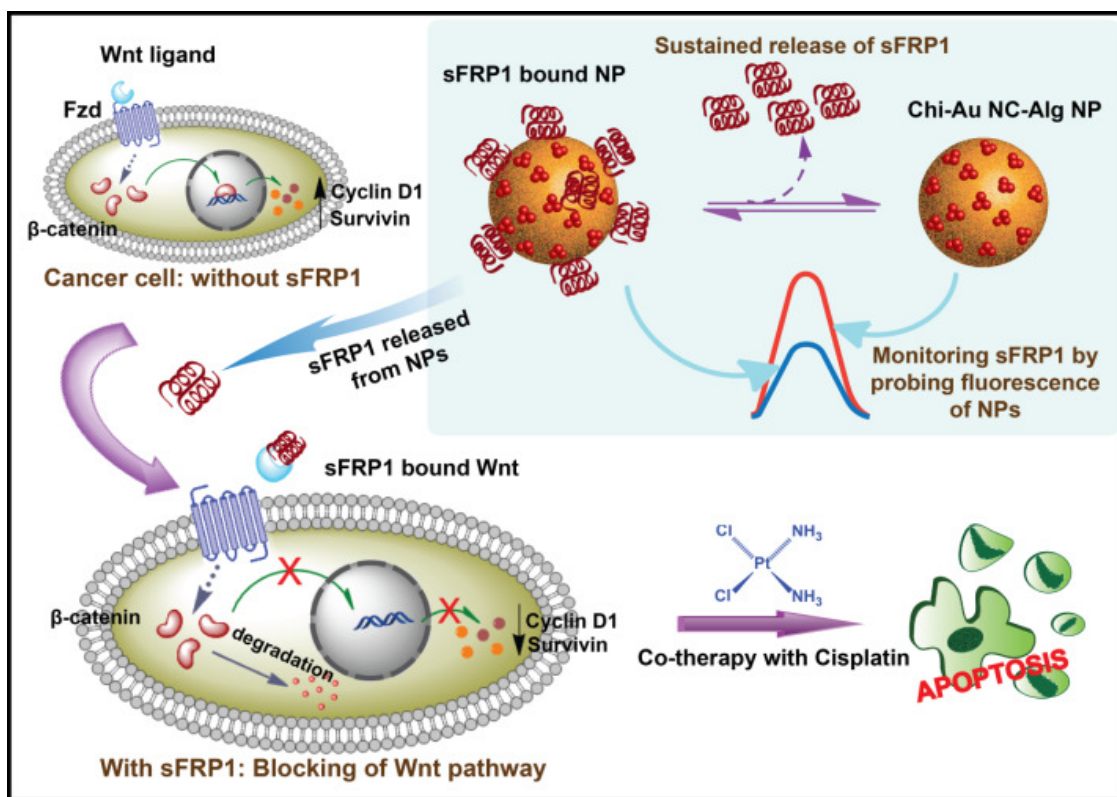 Wnt ligand
Fzd
β-catenin
Cyclin D1
Survivin
Cancer cell: without sFRP1
Sustained release of sFRP1
sFRP1 bound NP
Chi-Au NC-Alg NP
Monitoring sFRP1 by
probing fluorescence
of NPs
sFRP1 released
from NPs
sFRP1 bound Wnt
β-catenin
degradation
Cyclin D1
Survivin
With sFRP1: Blocking of Wnt pathway
Cl
NH3
Pt
Cl
NH3
Co-therapy with Cisplatin
APOPTOSIS